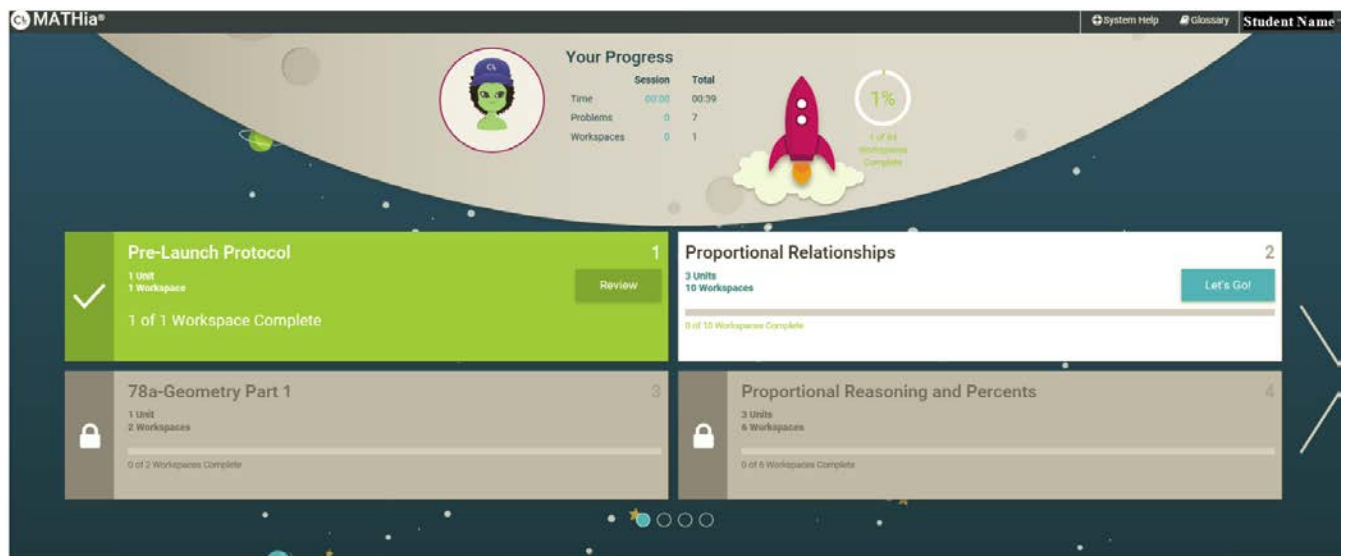 CL MATHia®
System Help
Glossary
Student Name
CL
Your Progress
Session Total
Time 00:00 00:39
Problems 0 7
Workspaces 0 1
1%
Workspaces
Complete
Pre-Launch Protocol 1
1 Unit
1 Workspace
Review
1 of 1 Workspace Complete
Proportional Relationships 2
3 Units
10 Workspaces
Let's Go!
0 of 10 Workspaces Complete
78a-Geometry Part 1 3
1 Unit
2 Workspaces
0 of 2 Workspaces Complete
Proportional Reasoning and Percents 4
3 Units
6 Workspaces
0 of 6 Workspaces Complete